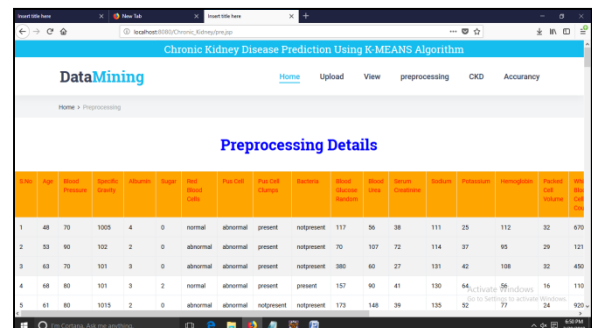 Insert title here
New Tab
Insert title here
localhost:8080/Chronic_Kidney/pre.jsp
Chronic Kidney Disease Prediction Using K-MEANS Algorithm
DataMining
Home Upload View preprocessing CKD Accurancy
Home > Preprocessing
Preprocessing Details
S.No Age Blood Pressure Specific Gravity Albumin Sugar Red Blood Cells Pus Cell Pus Cell Clumps Bacteria Blood Glucose Random Blood Urea Serum Creatinine Sodium Potassium Hemoglobin Packed Cell Volume
1 48 70 1005 4 0 normal abnormal present notpresent 117 56 38 111 25 112 32 670
2 53 90 102 2 0 abnormal abnormal present notpresent 70 107 72 114 37 95 29 121
3 63 70 101 3 0 abnormal abnormal present notpresent 380 60 27 131 42 108 32 450
4 68 80 101 3 2 normal abnormal present present 157 90 41 130 64 56 16 110
Activate Windows
Go to Settings to activate Windows.
5 61 80 1015 2 0 abnormal abnormal notpresent notpresent 173 148 39 135 52 77 24 920
I'm Cortana. Ask me anything.
6:50 PM